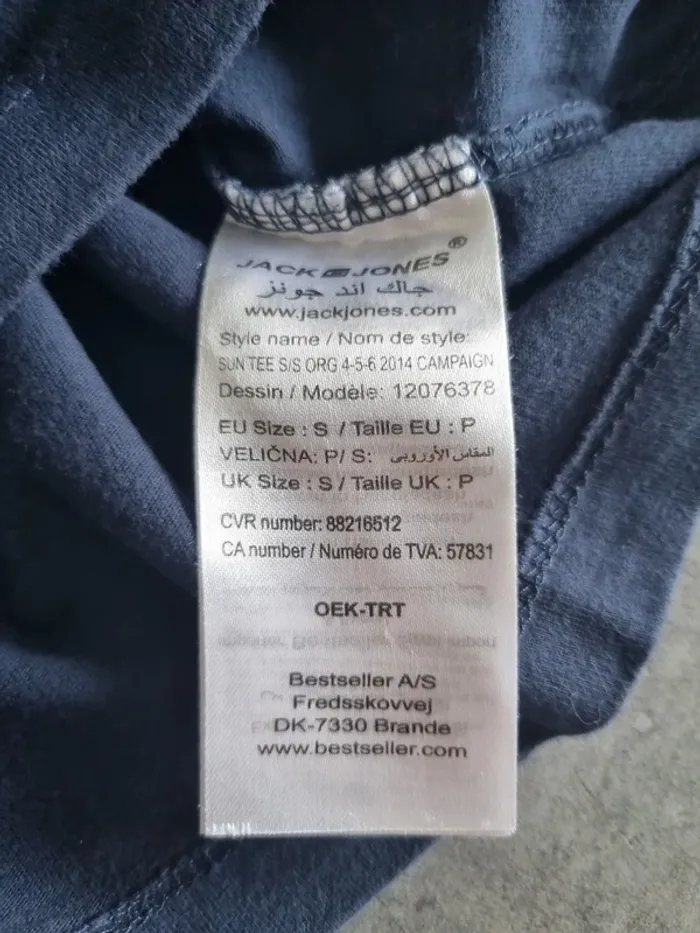 JACK & JONES®
جاك اند جونز
www.jackjones.com
Style name / Nom de style:
SUN TEE S/S ORG 4-5-6 2014 CAMPAIGN
Dessin / Modèle: 12076378
EU Size : S / Taille EU : P
VELIČNA: P/ S: المقاس الأوروبى
UK Size : S / Taille UK : P
CVR number: 88216512
CA number / Numéro de TVA: 57831
OEK-TRT
Bestseller A/S
Fredsskovvej
DK-7330 Brande
www.bestseller.com